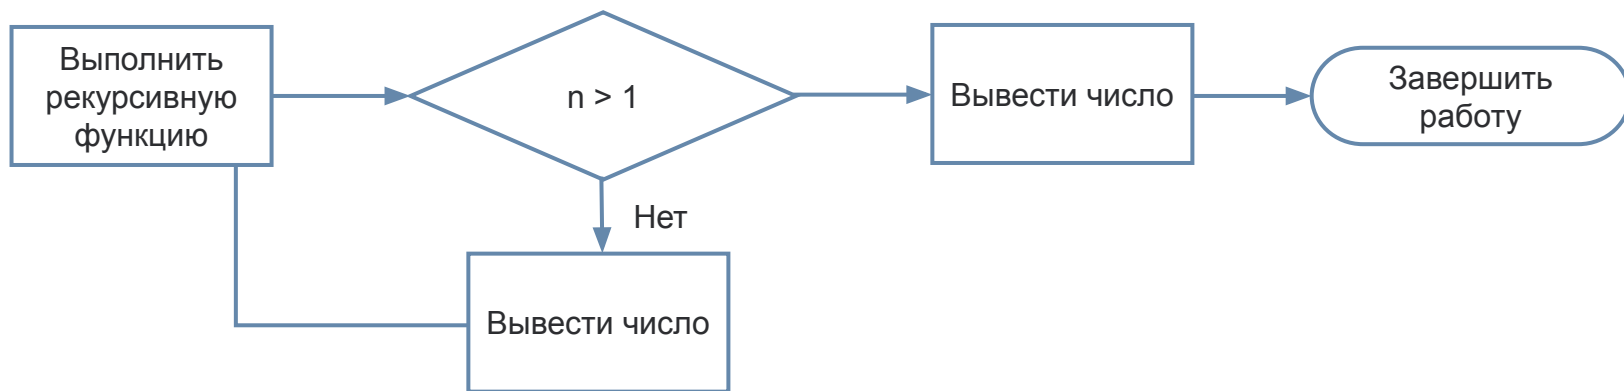 Выполнить
рекурсивную
функцию
n > 1
Вывести число
Завершить
работу
Нет
Вывести число